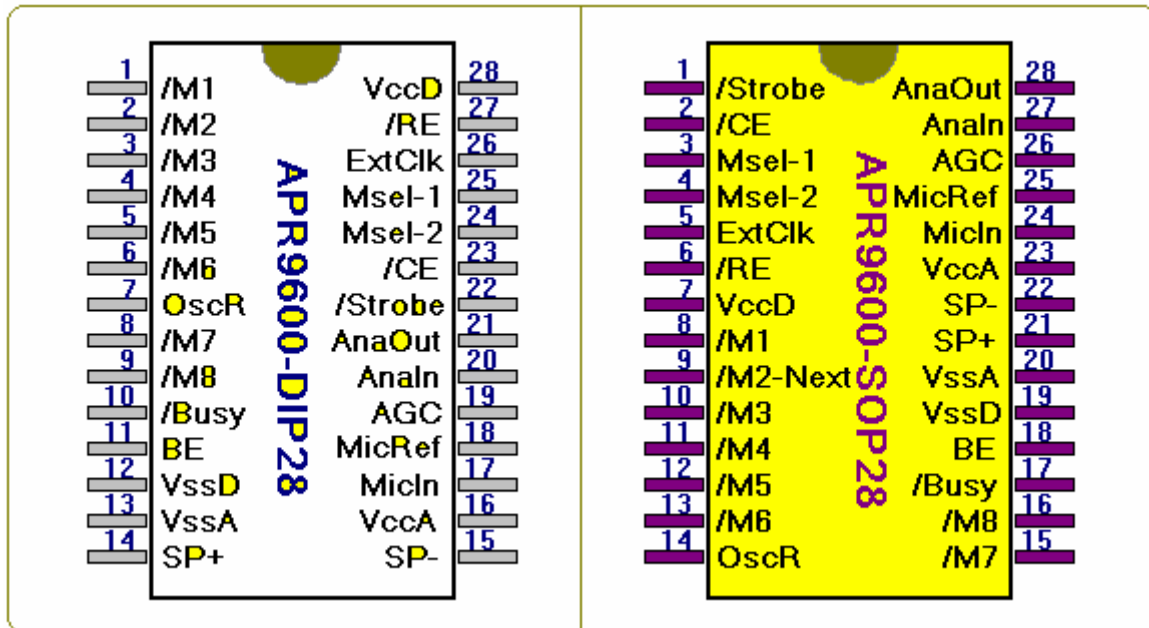 1 /M1 VccD 28
2 /M2 /RE 27
3 /M3 ExtClk 26
4 /M4 Msel-1 25
5 /M5 Msel-2 24
6 /M6 /CE 23
7 OscR /Strobe 22
8 /M7 AnaOut 21
9 /M8 AnaIn 20
10 /Busy AGC 19
11 BE MicRef 18
12 VssD MicIn 17
13 VssA VccA 16
14 SP+ SP- 15
APR9600-DIP28
1 /Strobe AnaOut 28
2 /CE AnaIn 27
3 Msel-1 AGC 26
4 Msel-2 MicRef 25
5 ExtClk MicIn 24
6 /RE VccA 23
7 VccD SP- 22
8 /M1 SP+ 21
9 /M2-Next VssA 20
10 /M3 VssD 19
11 /M4 BE 18
12 /M5 /Busy 17
13 /M6 /M8 16
14 OscR /M7 15
APR9600-SOP28